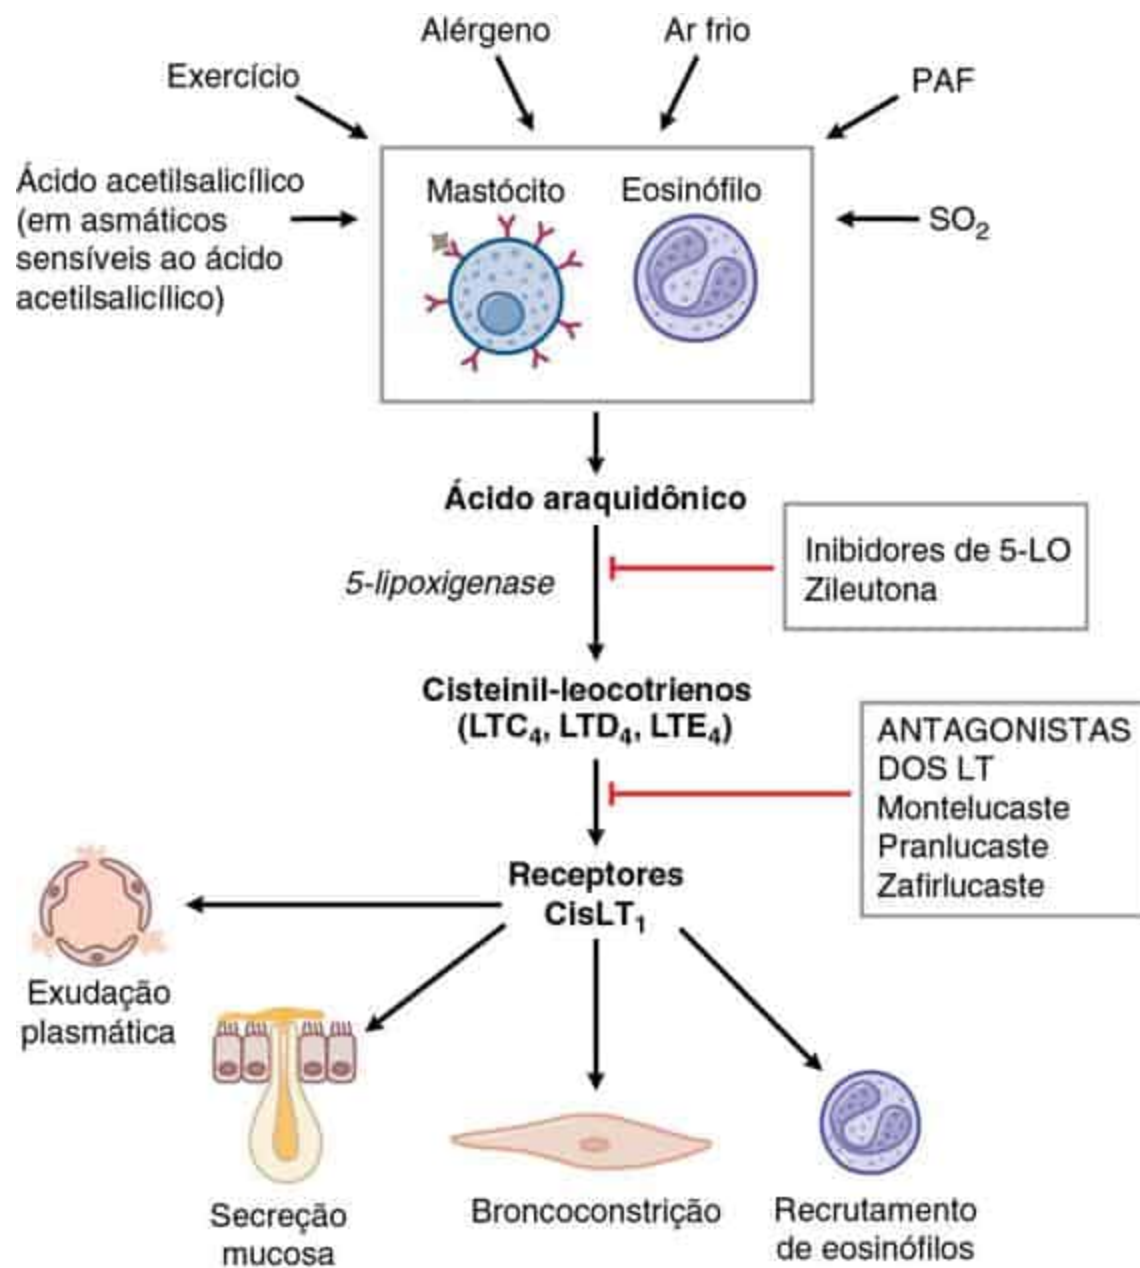 Alérgeno
Ar frio
Exercício
PAF
Ácido acetilsalicílico
(em asmáticos
sensíveis ao ácido
acetilsalicílico)
Mastócito
Eosinófilo
SO₂
Ácido araquidônico
5-lipoxigenase
Inibidores de 5-LO
Zileutona
Cisteinil-leocotrienos
(LTC₄, LTD₄, LTE₄)
ANTAGONISTAS
DOS LT
Montelucaste
Pranlucaste
Zafirlucaste
Receptores
CisLT₁
Exudação
plasmática
Secreção
mucosa
Broncoconstrição
Recrutamento
de eosinófilos